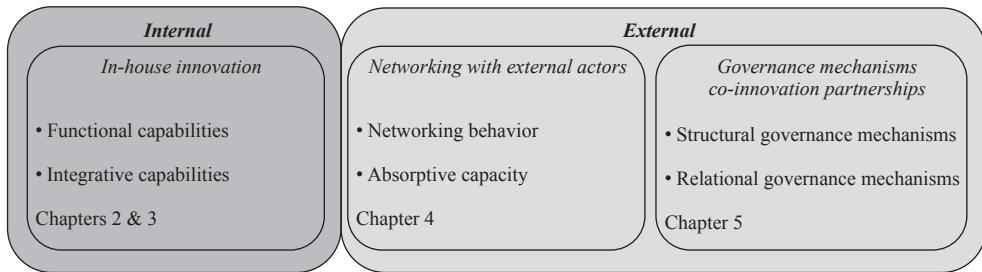 Internal
In-house innovation
• Functional capabilities
• Integrative capabilities
Chapters 2 & 3
External
Networking with external actors
• Networking behavior
• Absorptive capacity
Chapter 4
Governance mechanisms
co-innovation partnerships
• Structural governance mechanisms
• Relational governance mechanisms
Chapter 5